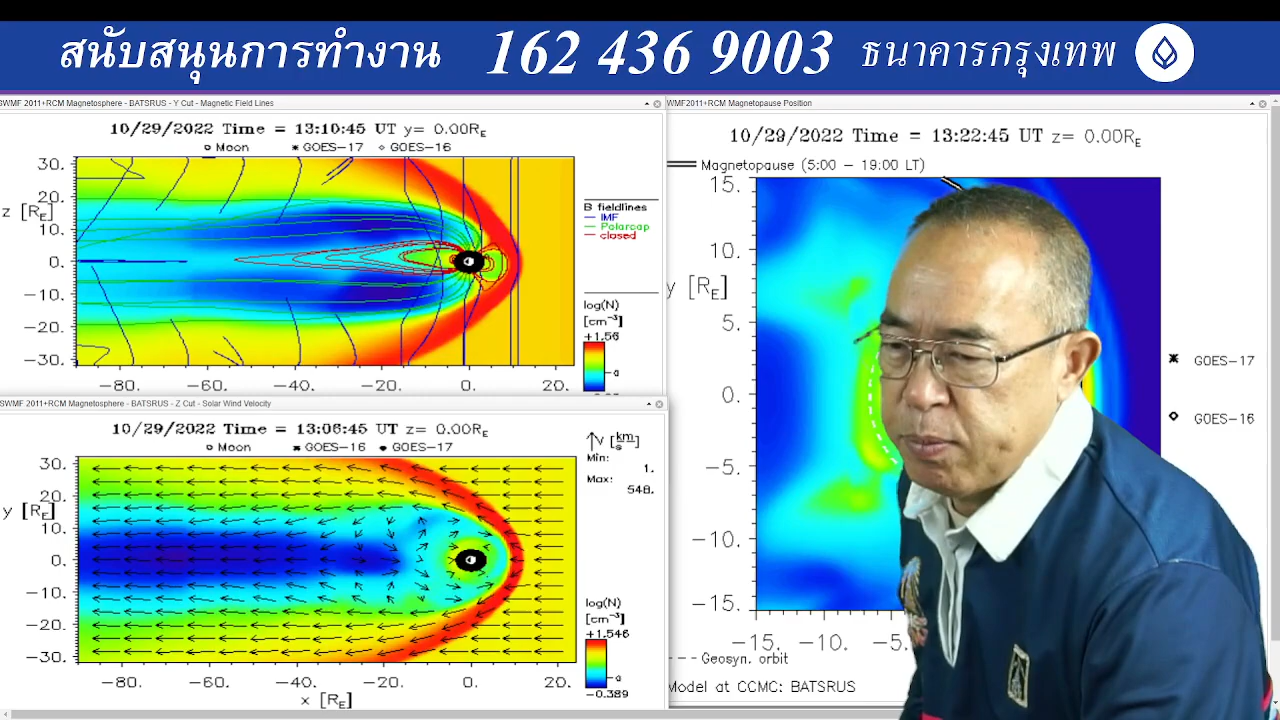 สนับสนุนการทำงาน 162 436 9003 ธนาคารกรุงเทพ
SWMF 2011+RCM Magnetosphere - BATSRUS - Y Cut - Magnetic Field Lines
10/29/2022 Time = 13:10:45 UT y= 0.00RE
Moon GOES-17 GOES-16
30.
20.
z [RE]
10.
0.
-10.
-20.
-30.
-80. -60. -40. -20. 0. 20.
B fieldlines
IMF
Polarcap
closed
log(N)
[cm-3]
+1.56
SWMF 2011+RCM Magnetosphere - BATSRUS - Z Cut - Solar Wind Velocity
10/29/2022 Time = 13:06:45 UT z= 0.00RE
Moon GOES-16 GOES-17
30.
20.
y [RE]
10.
0.
-10.
-20.
-30.
-80. -60. -40. -20. 0. 20.
x [RE]
V [km/s]
Min:
1.
Max:
548.
log(N)
[cm-3]
+1.546
-0.389
WMF2011+RCM Magnetopause Position
10/29/2022 Time = 13:22:45 UT z= 0.00RE
Magnetopause (5:00 - 19:00 LT)
15.
10.
y [RE]
5.
0.
-5.
-10.
-15.
-15. -10. -5.
GOES-17
GOES-16
Geosyn. orbit
Model at CCMC: BATSRUS